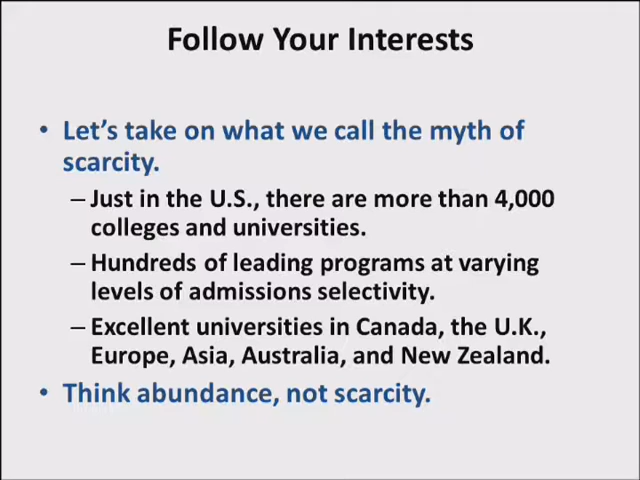 Follow Your Interests
• Let's take on what we call the myth of
scarcity.
– Just in the U.S., there are more than 4,000
colleges and universities.
– Hundreds of leading programs at varying
levels of admissions selectivity.
– Excellent universities in Canada, the U.K.,
Europe, Asia, Australia, and New Zealand.
• Think abundance, not scarcity.